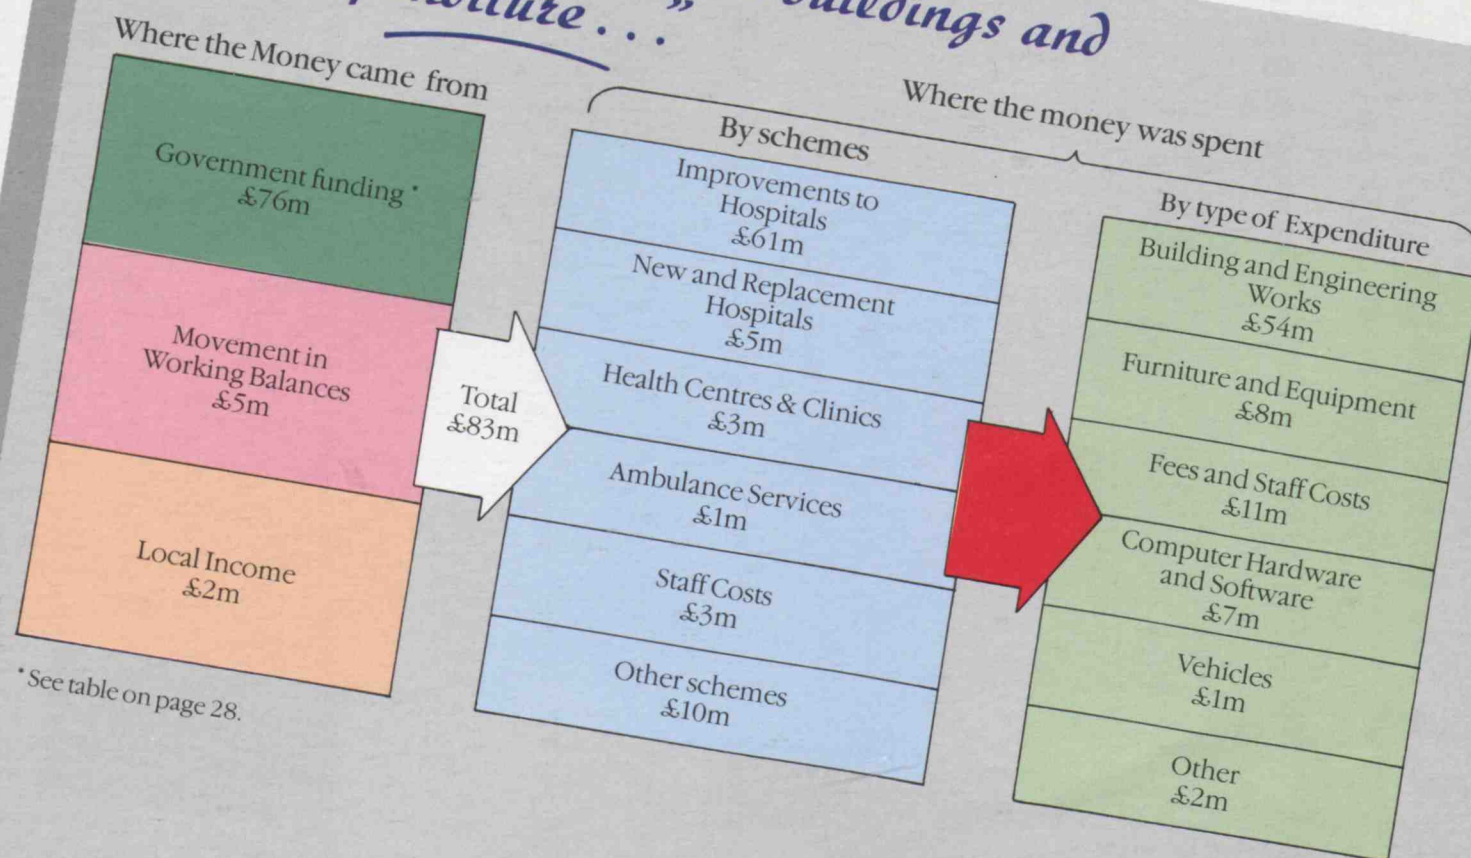 buildings and
”
Where the Money came from
Government funding *
£76m
Movement in
Working Balances
£5m
Local Income
£2m
* See table on page 28.
Total
£83m
Where the money was spent
By schemes
Improvements to
Hospitals
£61m
New and Replacement
Hospitals
£5m
Health Centres & Clinics
£3m
Ambulance Services
£1m
Staff Costs
£3m
Other schemes
£10m
By type of Expenditure
Building and Engineering
Works
£54m
Furniture and Equipment
£8m
Fees and Staff Costs
£11m
Computer Hardware
and Software
£7m
Vehicles
£1m
Other
£2m